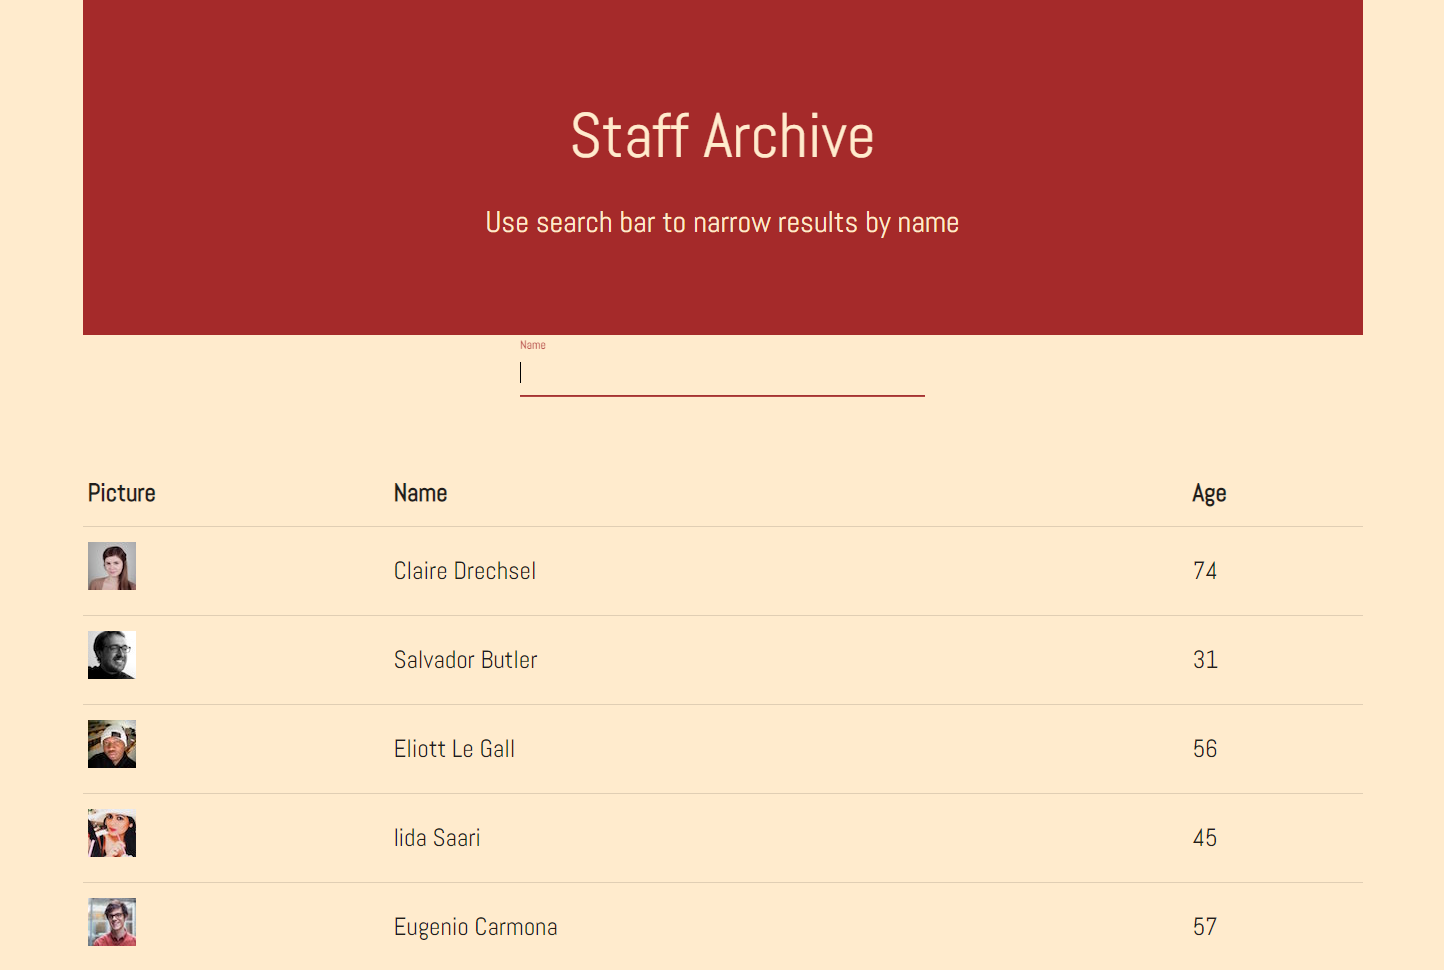 Staff Archive
Use search bar to narrow results by name
Name
Picture Name Age
Claire Drechsel 74
Salvador Butler 31
Eliott Le Gall 56
Iida Saari 45
Eugenio Carmona 57